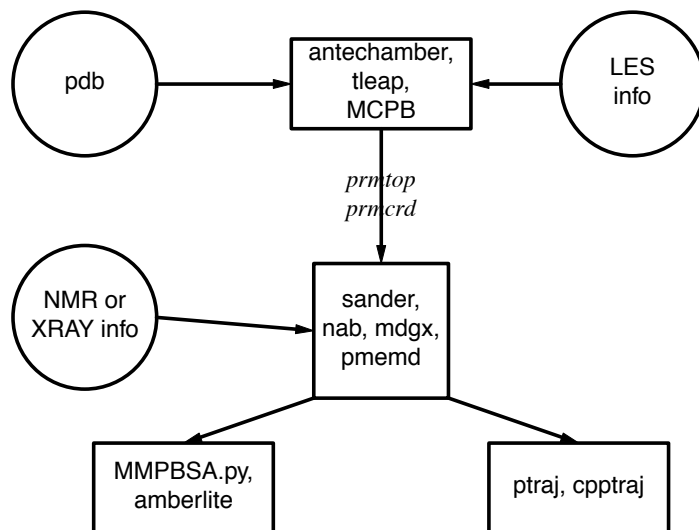 pdb
antechamber,
tleap,
MCPB
LES
info
prmtop
prmcrd
NMR or
XRAY info
sander,
nab, mdgx,
pmemd
MMPBSA.py,
amberlite
ptraj, cpptraj